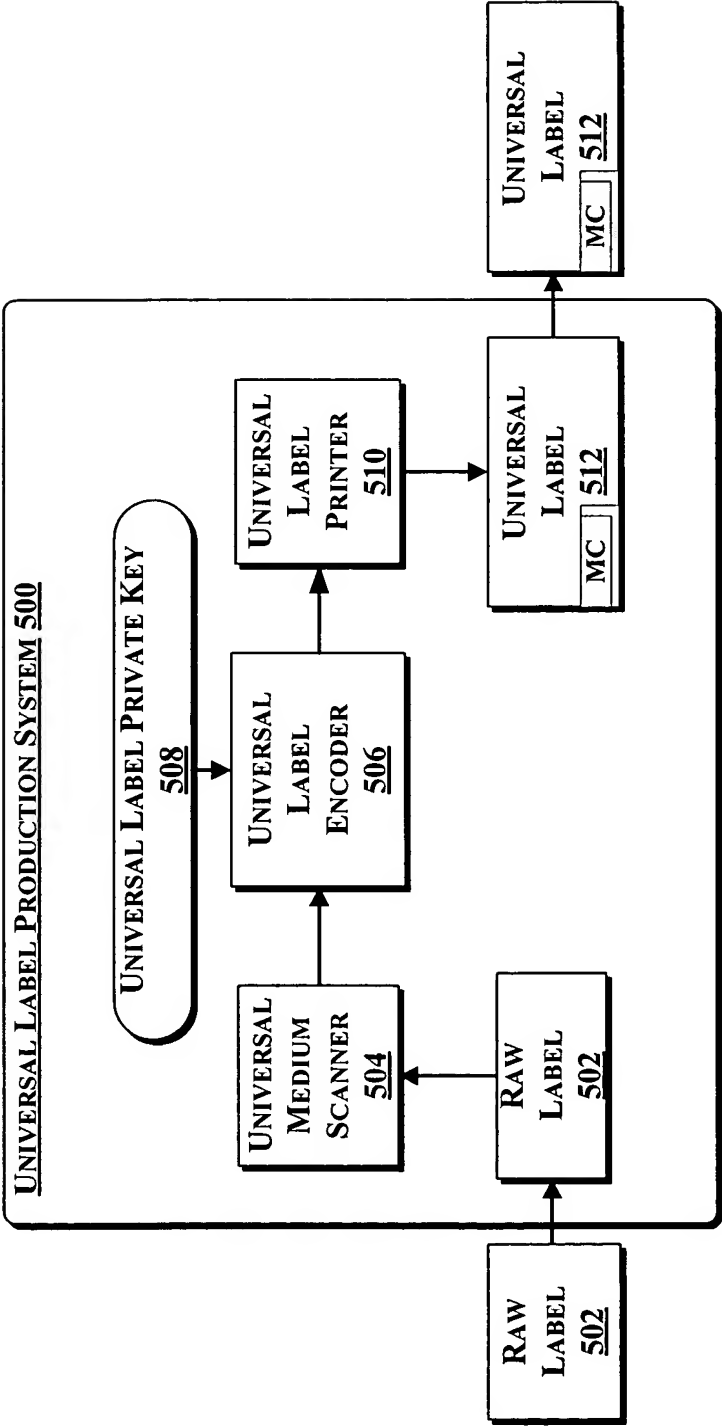 UNIVERSAL LABEL PRODUCTION SYSTEM 500
UNIVERSAL LABEL PRIVATE KEY
508
UNIVERSAL
MEDIUM
SCANNER
504
UNIVERSAL
LABEL
ENCODER
506
UNIVERSAL
LABEL
PRINTER
510
RAW
LABEL
502
RAW
LABEL
502
UNIVERSAL
LABEL
512
MC
UNIVERSAL
LABEL
512
MC